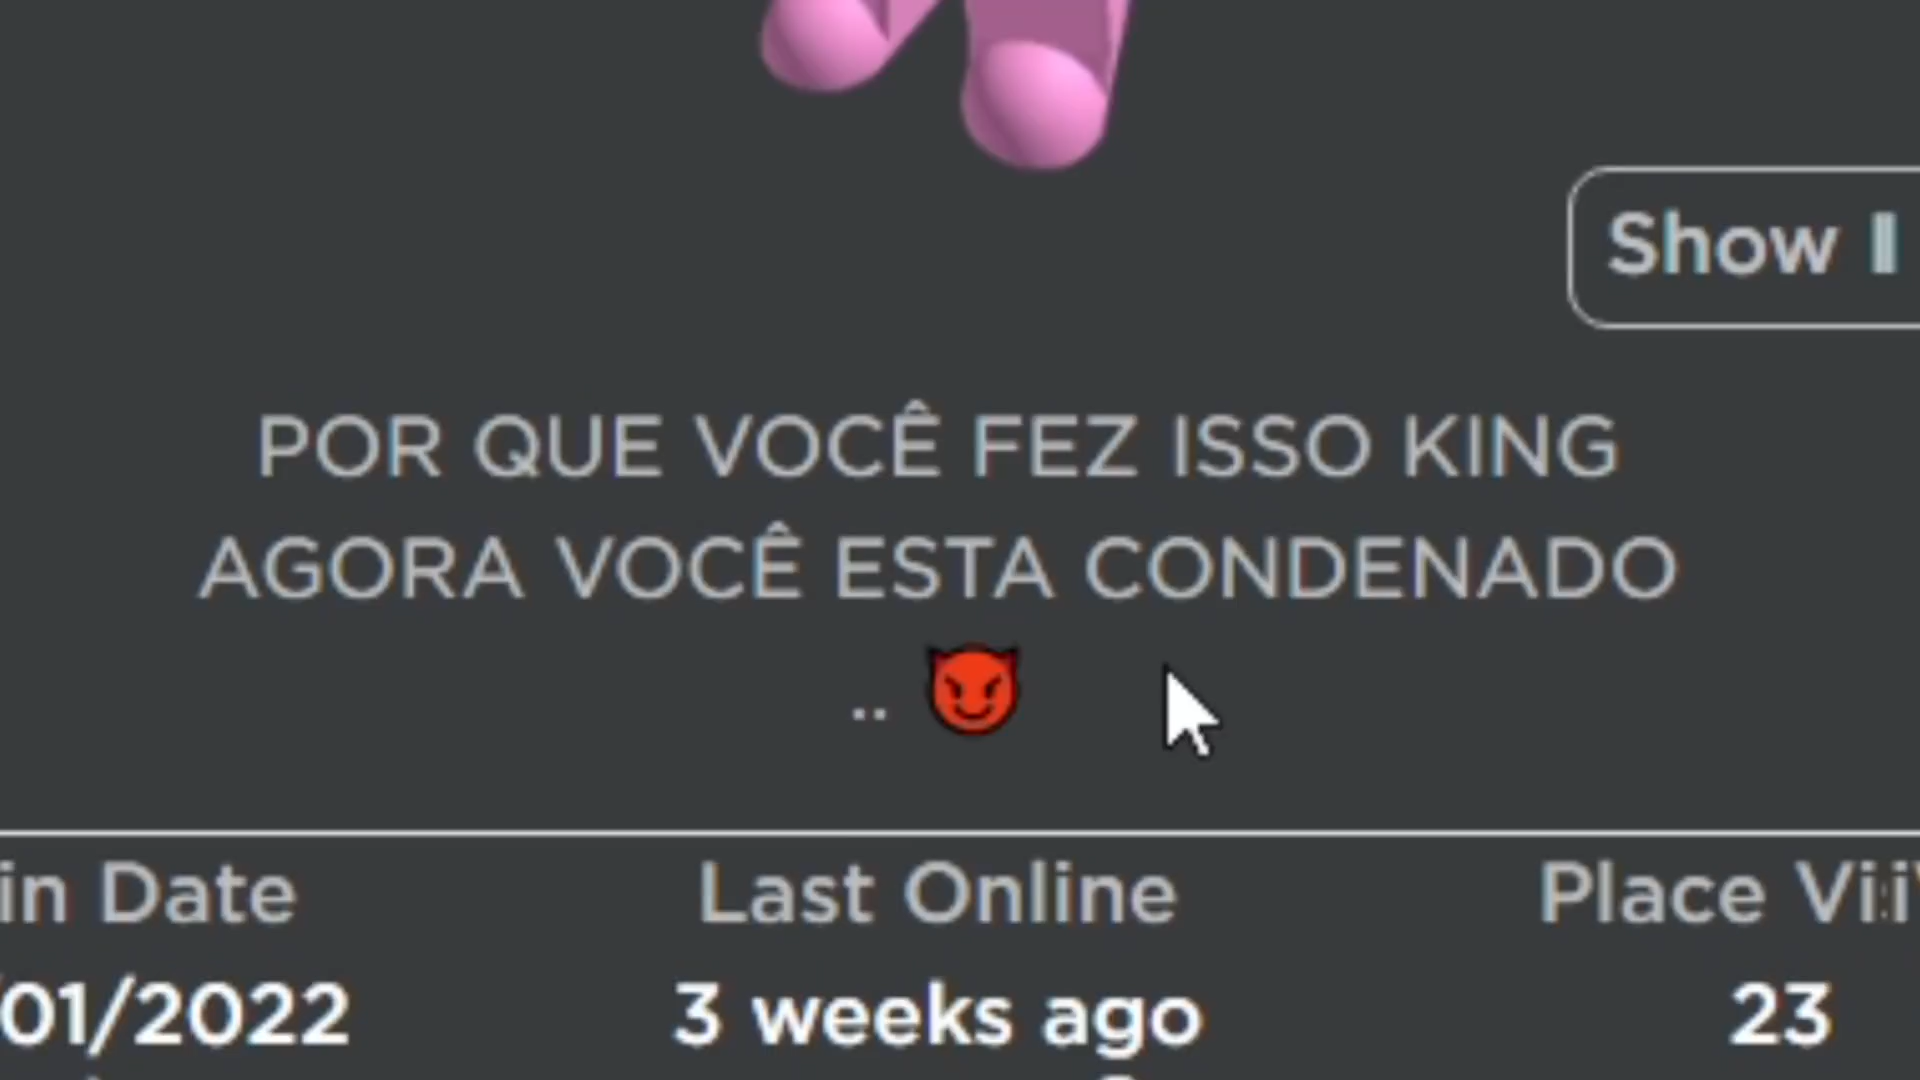 Show
POR QUE VOCÊ FEZ ISSO KING
AGORA VOCÊ ESTA CONDENADO
.. 😈
in Date
Last Online
Place
/01/2022
3 weeks ago
23